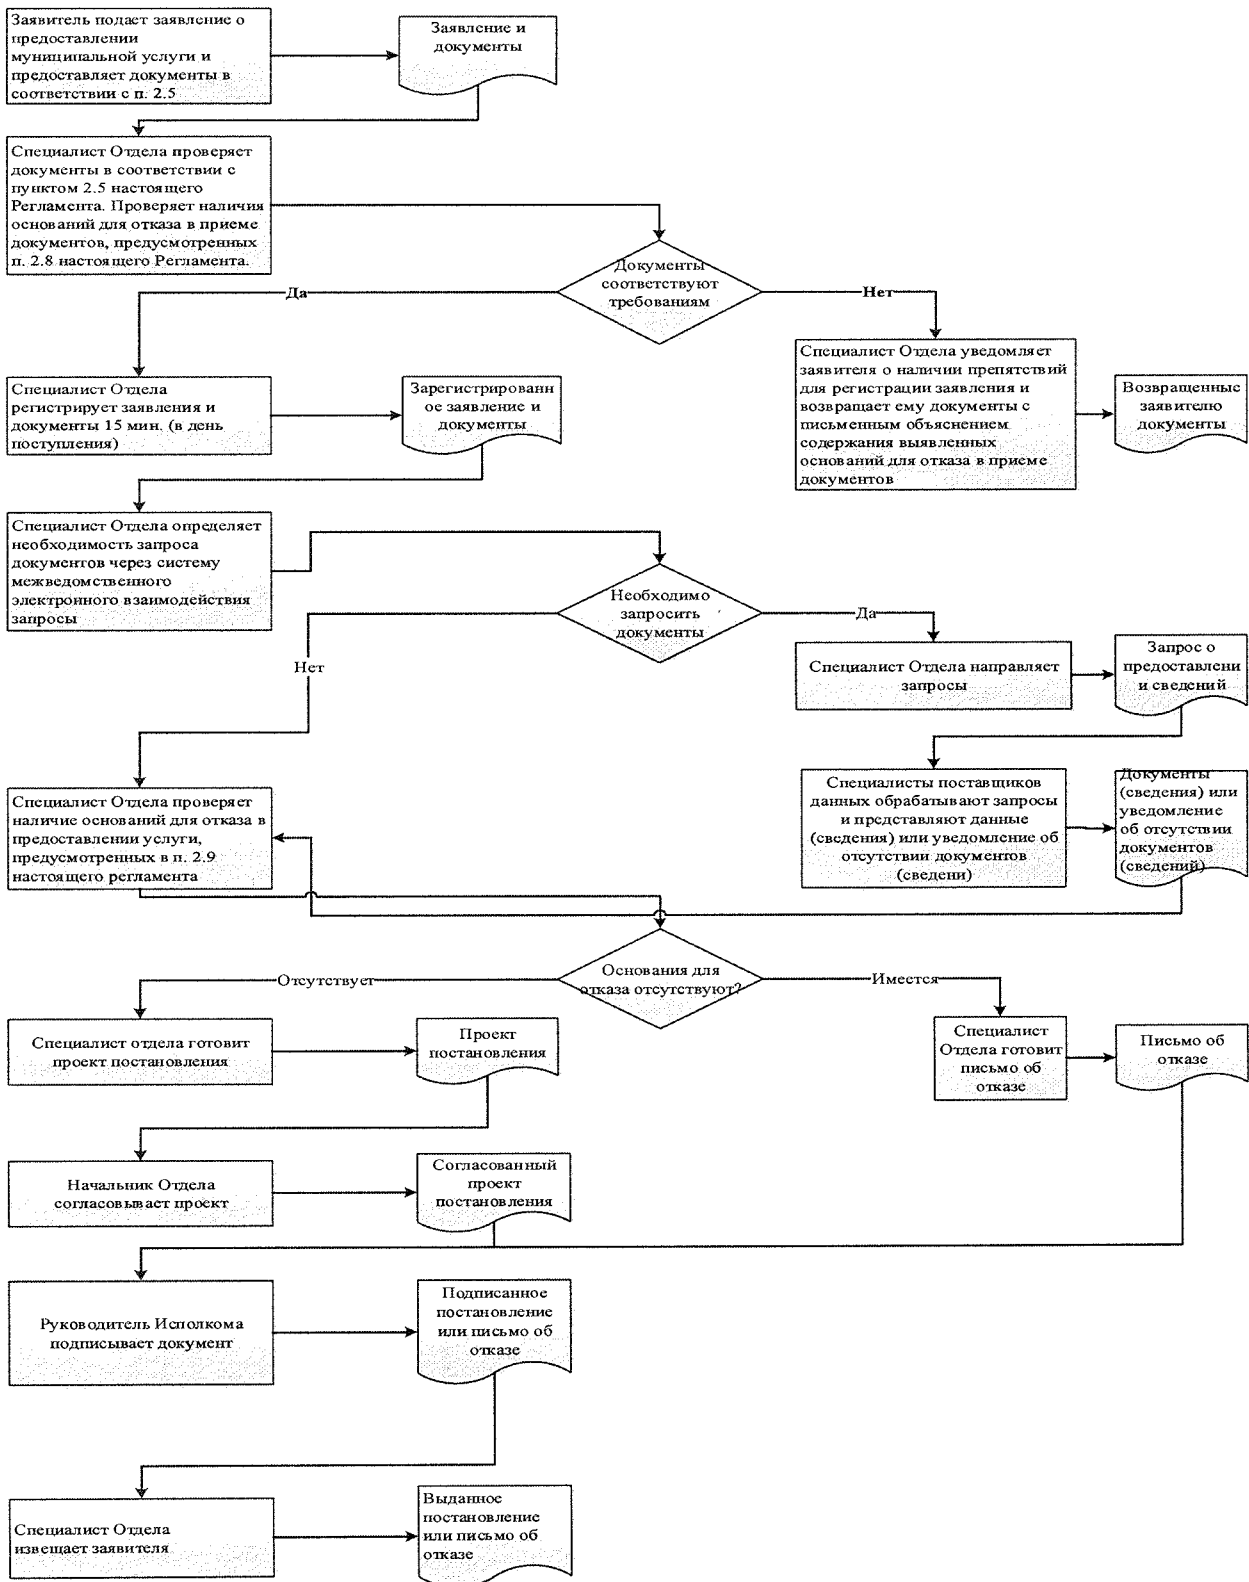 Заявитель подает заявление о
предоставлении
муниципальной услуги и
предоставляет документы в
соответствии с п. 2.5
Заявление и
документы
Специалист Отдела проверяет
документы в соответствии с
пунктом 2.5 настоящего
Регламента. Проверяет наличия
оснований для отказа в приеме
документов, предусмотренных
п. 2.8 настоящего Регламента.
Документы
соответствуют
требованиям
Да
Нет
Специалист Отдела
регистрирует заявления и
документы 15 мин. (в день
поступления)
Зарегистрированн
ое заявление и
документы
Специалист Отдела уведомляет
заявителя о наличии препятствий
для регистрации заявления и
возвращает ему документы с
письменным объяснением
содержания выявленных
оснований для отказа в приеме
документов
Возвращенные
заявителю
документы
Специалист Отдела определяет
необходимость запроса
документов через систему
межведомственного
электронного взаимодействия
запросы
Необходимо
запросить
документы
Нет
Да
Специалист Отдела направляет
запросы
Запрос о
предоставлени
и сведений
Специалист Отдела проверяет
наличие оснований для отказа в
предоставлении услуги,
предусмотренных в п. 2.9
настоящего регламента
Специалисты поставщиков
данных обрабатывают запросы
и представляют данные
(сведения) или уведомление об
отсутствии документов
(сведени)
Документы
(сведения) или
уведомление
об отсутствии
документов
(сведений)
Основания для
отказа отсутствуют?
Отсутствует
Имеется
Специалист отдела готовит
проект постановления
Проект
постановления
Специалист
Отдела готовит
письмо об
отказе
Письмо об
отказе
Начальник Отдела
согласовывает проект
Согласованный
проект
постановления
Руководитель Исполкома
подписывает документ
Подписанное
постановление
или письмо об
отказе
Специалист Отдела
извещает заявителя
Выданное
постановление
или письмо об
отказе